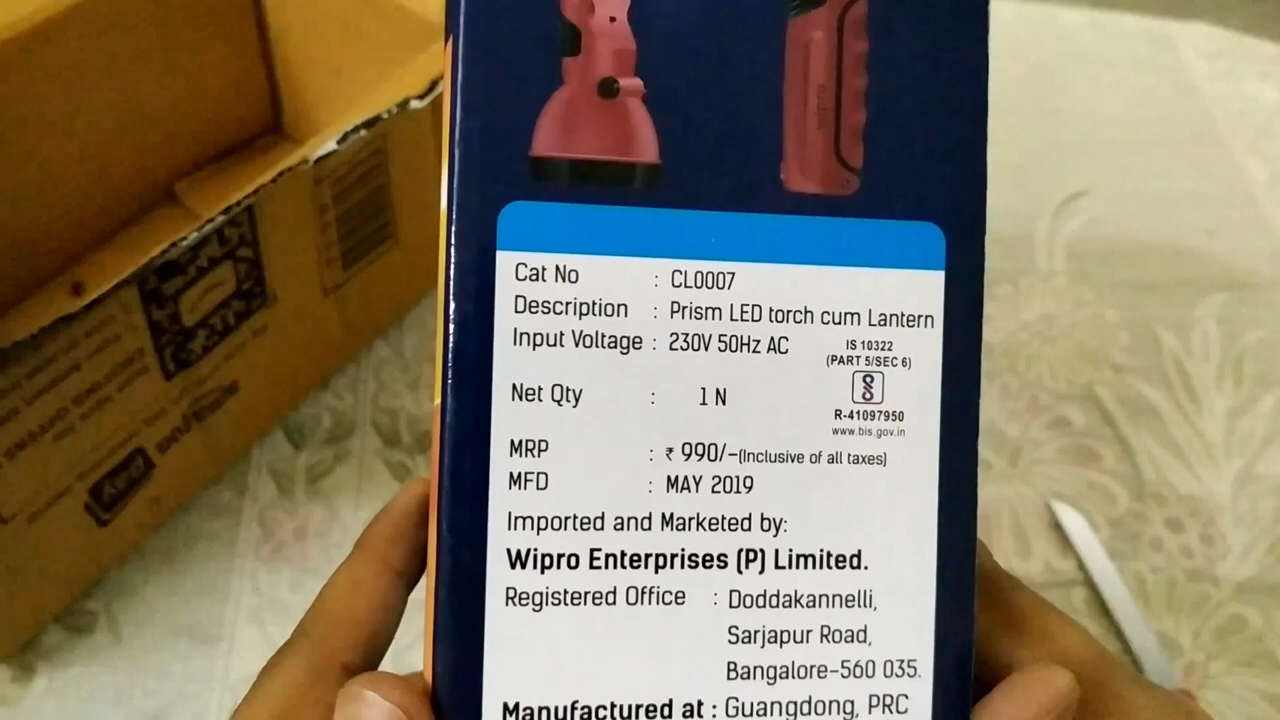 wipro
Cat No : CL0007
Description : Prism LED torch cum Lantern
Input Voltage : 230V 50Hz AC
IS 10322
(PART 5/SEC 6)
R-41097950
www.bis.gov.in
Net Qty : 1 N
MRP : ₹ 990/-(Inclusive of all taxes)
MFD : MAY 2019
Imported and Marketed by:
Wipro Enterprises (P) Limited.
Registered Office : Doddakannelli,
Sarjapur Road,
Bangalore-560 035.
Manufactured at : Guangdong, PRC